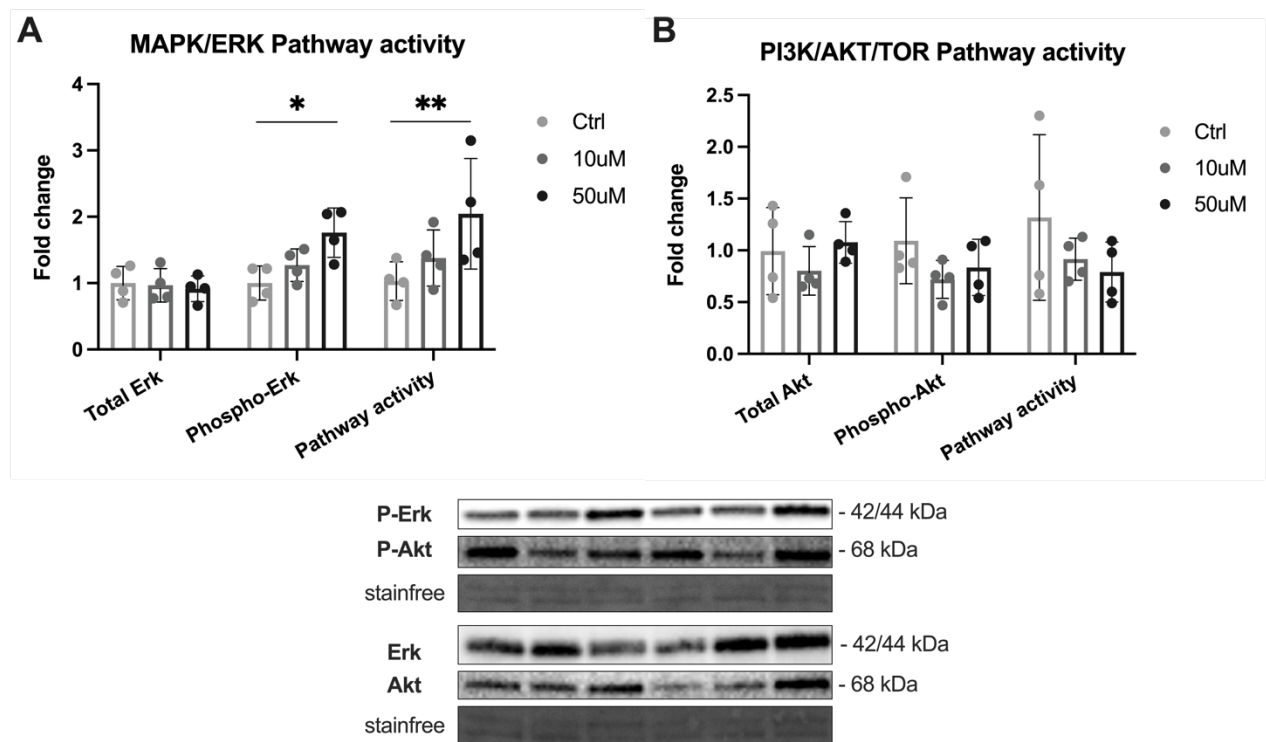 A
MAPK/ERK Pathway activity
Fold change
4
3
2
1
0
*
**
Ctrl
10uM
50uM
Total Erk
Phospho-Erk
Pathway activity
B
PI3K/AKT/TOR Pathway activity
Fold change
2.5
2.0
1.5
1.0
0.5
0.0
Ctrl
10uM
50uM
Total Akt
Phospho-Akt
Pathway activity
P-Erk - 42/44 kDa
P-Akt - 68 kDa
stainfree
Erk - 42/44 kDa
Akt - 68 kDa
stainfree